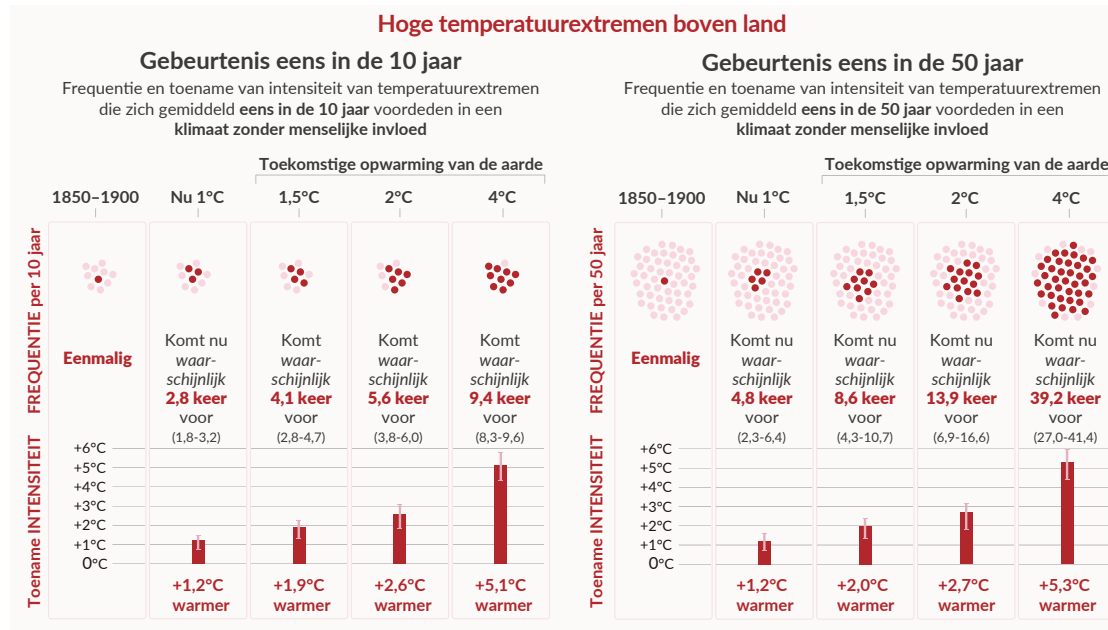 Hoge temperatuurextremen boven land
Gebeurtenis eens in de 10 jaar
Frequentie en toename van intensiteit van temperatuurextremen
die zich gemiddeld eens in de 10 jaar voordeden in een
klimaat zonder menselijke invloed
Toekomstige opwarming van de aarde
1850–1900 Nu 1°C 1,5°C 2°C 4°C
FREQUENTIE per 10 jaar
Eenmalig
Komt nu
waar-
schijnlijk
2,8 keer
voor
(1,8-3,2)
Komt
waar-
schijnlijk
4,1 keer
voor
(2,8-4,7)
Komt
waar-
schijnlijk
5,6 keer
voor
(3,8-6,0)
Komt
waar-
schijnlijk
9,4 keer
voor
(8,3-9,6)
Toename INTENSITEIT
+6°C
+5°C
+4°C
+3°C
+2°C
+1°C
0°C
+1,2°C
warmer
+1,9°C
warmer
+2,6°C
warmer
+5,1°C
warmer
Gebeurtenis eens in de 50 jaar
Frequentie en toename van intensiteit van temperatuurextremen
die zich gemiddeld eens in de 50 jaar voordeden in een
klimaat zonder menselijke invloed
Toekomstige opwarming van de aarde
1850–1900 Nu 1°C 1,5°C 2°C 4°C
FREQUENTIE per 50 jaar
Eenmalig
Komt nu
waar-
schijnlijk
4,8 keer
voor
(2,3-6,4)
Komt nu
waar-
schijnlijk
8,6 keer
voor
(4,3-10,7)
Komt nu
waar-
schijnlijk
13,9 keer
voor
(6,9-16,6)
Komt nu
waar-
schijnlijk
39,2 keer
voor
(27,0-41,4)
Toename INTENSITEIT
+6°C
+5°C
+4°C
+3°C
+2°C
+1°C
0°C
+1,2°C
warmer
+2,0°C
warmer
+2,7°C
warmer
+5,3°C
warmer